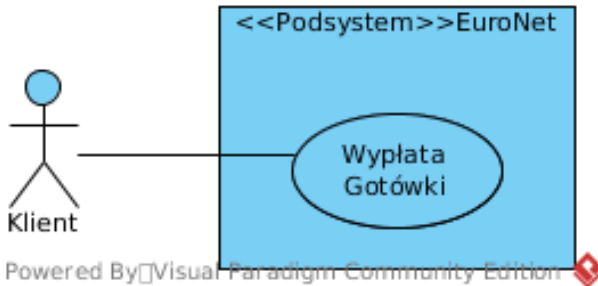 <<Podsystem>>EuroNet
Wypłata
Gotówki
Klient
Powered By Visual Paradigm Community Edition